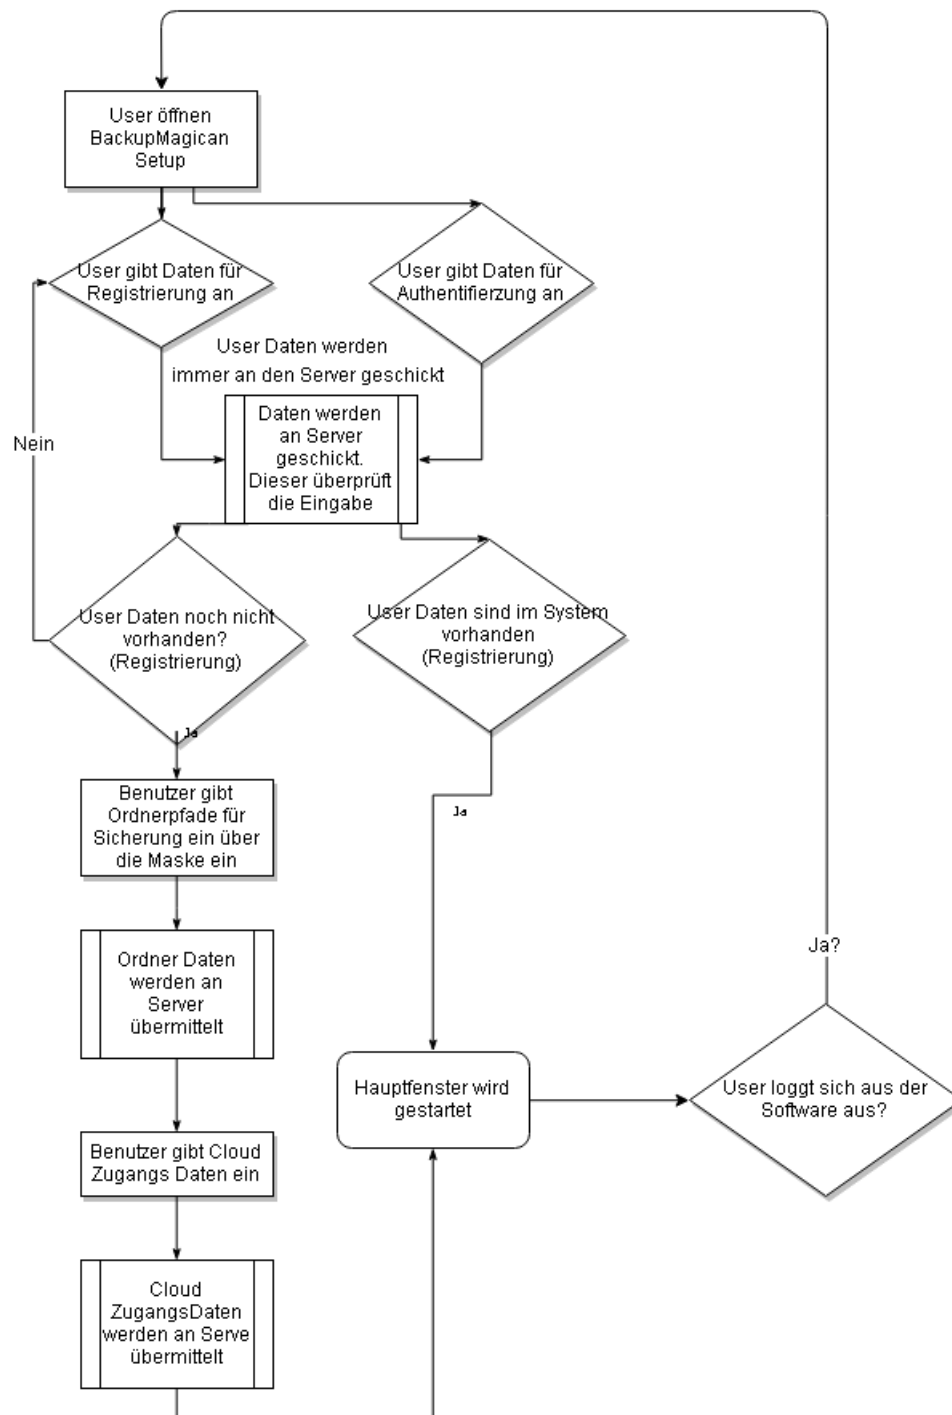 User öffnen
BackupMagican
Setup
User gibt Daten für
Registrierung an
User gibt Daten für
Authentifierzung an
User Daten werden
immer an den Server geschickt
Daten werden
an Server
geschickt.
Dieser überprüft
die Eingabe
Nein
User Daten noch nicht
vorhanden?
(Registrierung)
User Daten sind im System
vorhanden
(Registrierung)
Ja
Benutzer gibt
Ordnerpfade für
Sicherung ein über
die Maske ein
Ja
Ordner Daten
werden an
Server
übermittelt
Ja?
Hauptfenster wird
gestartet
User loggt sich aus der
Software aus?
Benutzer gibt Cloud
Zugangs Daten ein
Cloud
ZugangsDaten
werden an Serve
übermittelt